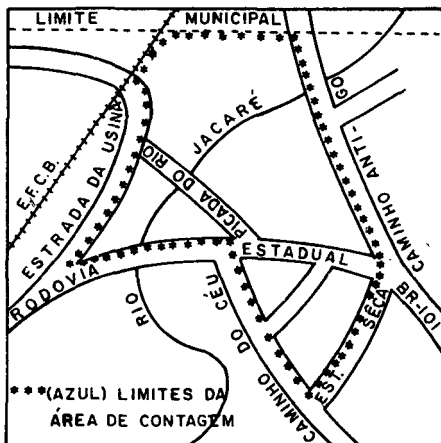 LIMITE MUNICIPAL
E.F.C.B.
ESTRADA DA USINA
RIO JACARÉ
PICADA DO RIO
CAMINHO ANTIGO
RODOVIA ESTADUAL
BR-101
CAMINHO DO CÉU
EST. SECA
***(AZUL) LIMITES DA
ÁREA DE CONTAGEM